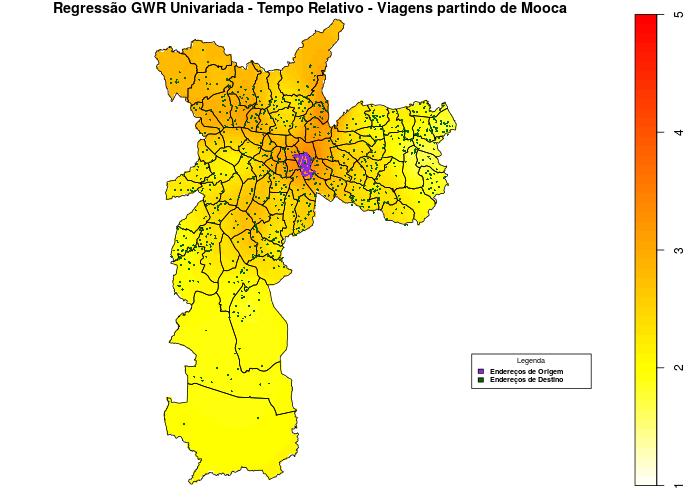 Regressão GWR Univariada - Tempo Relativo - Viagens partindo de Mooca
5
4
3
2
1
Legenda
Endereços de Origem
Endereços de Destino